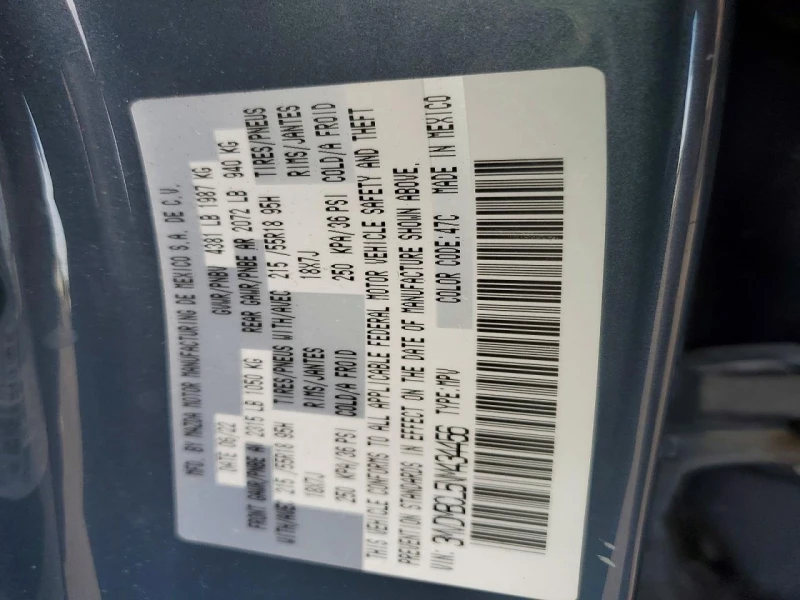 MFD BY MAZDA MOTOR MANUFACTURING DE MEXICO S.A. DE C.V.
DATE 06/22 GVWR/PNBV 4381 LB 1987 KG
FRONT GAWR/PNBE AV 2315 LB 1050 KG REAR GAWR/PNBE AR 2072 LB 940 KG
WITH/AVEC 215 /55R18 95H TIRES/PNEUS WITH/AVEC 215 /55R18 95H TIRES/PNEUS
18X7J RIMS/JANTES 18X7J RIMS/JANTES
250 KPA/36 PSI COLD/A FROID 250 KPA/36 PSI COLD/A FROID
THIS VEHICLE CONFORMS TO ALL APPLICABLE FEDERAL MOTOR VEHICLE SAFETY AND THEFT
PREVENTION STANDARDS IN EFFECT ON THE DATE OF MANUFACTURE SHOWN ABOVE.
VIN: TYPE:MPV COLOR CODE:47C MADE IN MEXICO